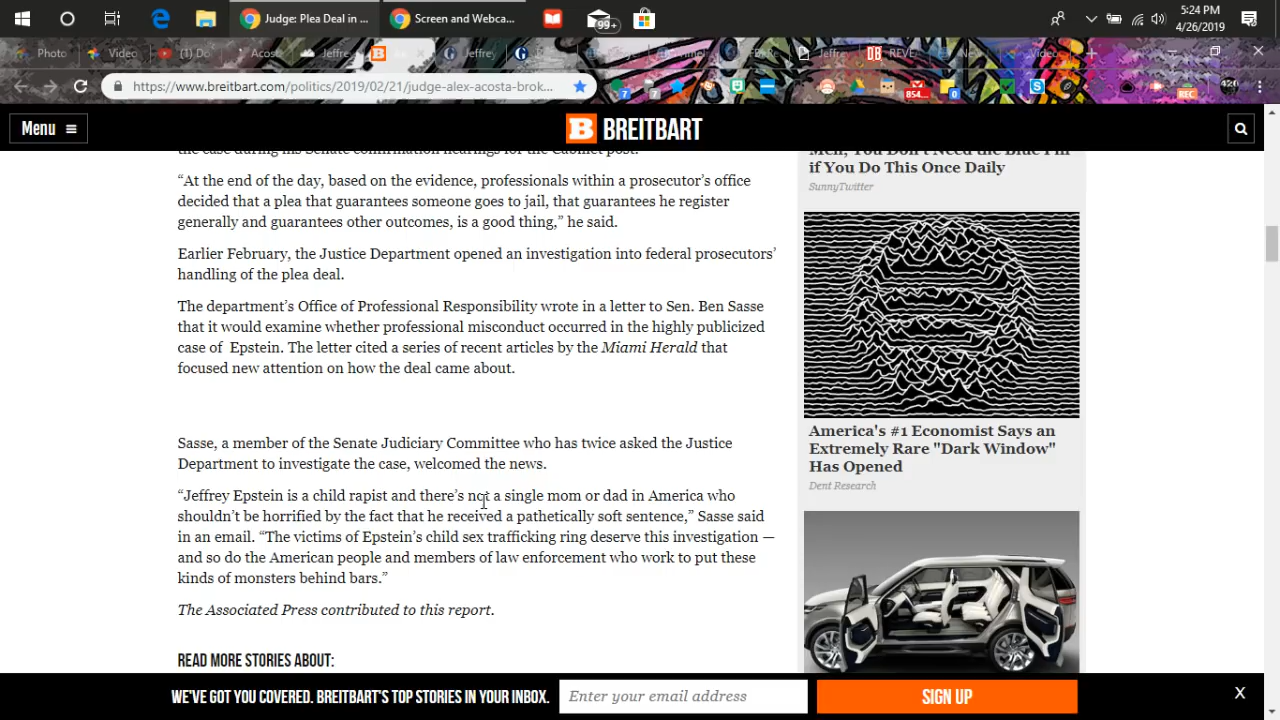 Judge: Plea Deal in ...
Screen and Webca...
99+
5:24 PM
4/26/2019
Photo
Video
(1) Do
Acost
Jeffre
Jeffrey
Jeffre
REVE
Video
https://www.breitbart.com/politics/2019/02/21/judge-alex-acosta-brok...
7
7
854...
0
REC
420
Menu
BREITBART
the case during his Senate confirmation hearings for the Cabinet post.
“At the end of the day, based on the evidence, professionals within a prosecutor’s office
decided that a plea that guarantees someone goes to jail, that guarantees he register
generally and guarantees other outcomes, is a good thing,” he said.
Earlier February, the Justice Department opened an investigation into federal prosecutors’
handling of the plea deal.
The department’s Office of Professional Responsibility wrote in a letter to Sen. Ben Sasse
that it would examine whether professional misconduct occurred in the highly publicized
case of Epstein. The letter cited a series of recent articles by the Miami Herald that
focused new attention on how the deal came about.
Sasse, a member of the Senate Judiciary Committee who has twice asked the Justice
Department to investigate the case, welcomed the news.
“Jeffrey Epstein is a child rapist and there’s not a single mom or dad in America who
shouldn’t be horrified by the fact that he received a pathetically soft sentence,” Sasse said
in an email. “The victims of Epstein’s child sex trafficking ring deserve this investigation —
and so do the American people and members of law enforcement who work to put these
kinds of monsters behind bars.”
The Associated Press contributed to this report.
READ MORE STORIES ABOUT:
Men, You Don't Need the Blue Pill
if You Do This Once Daily
SunnyTwitter
America's #1 Economist Says an
Extremely Rare "Dark Window"
Has Opened
Dent Research
WE'VE GOT YOU COVERED. BREITBART'S TOP STORIES IN YOUR INBOX.
Enter your email address
SIGN UP
X